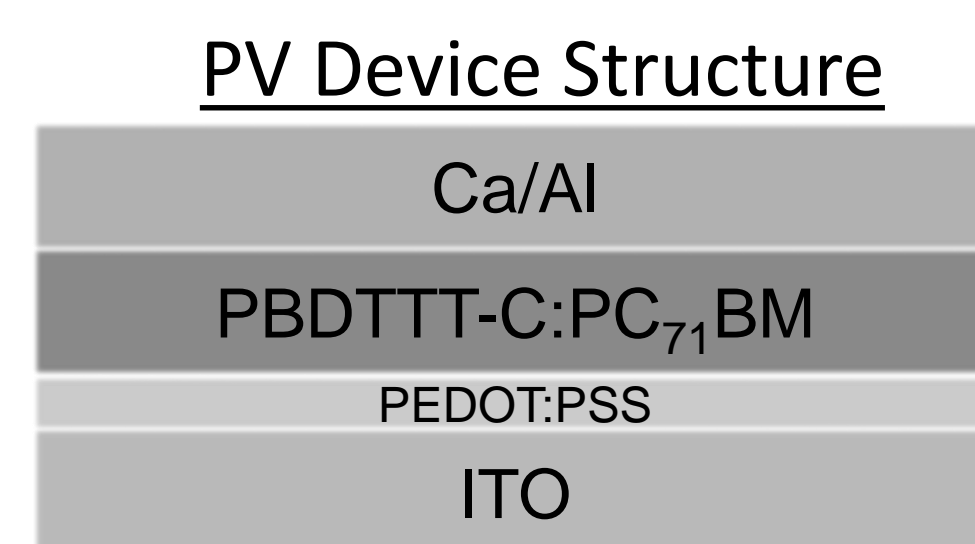 PV Device Structure
Ca/Al
PBDTTT-C:PC₇₁BM
PEDOT:PSS
ITO